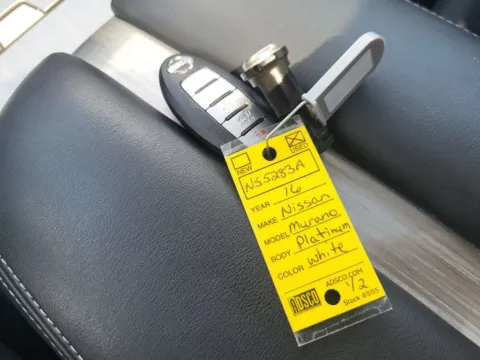 NEW USED
NS5283A
YEAR 16
MAKE Nissan
MODEL Murano
BODY Platinum
COLOR White
ADSCO ADSCO.COM
1/2
Stock #555